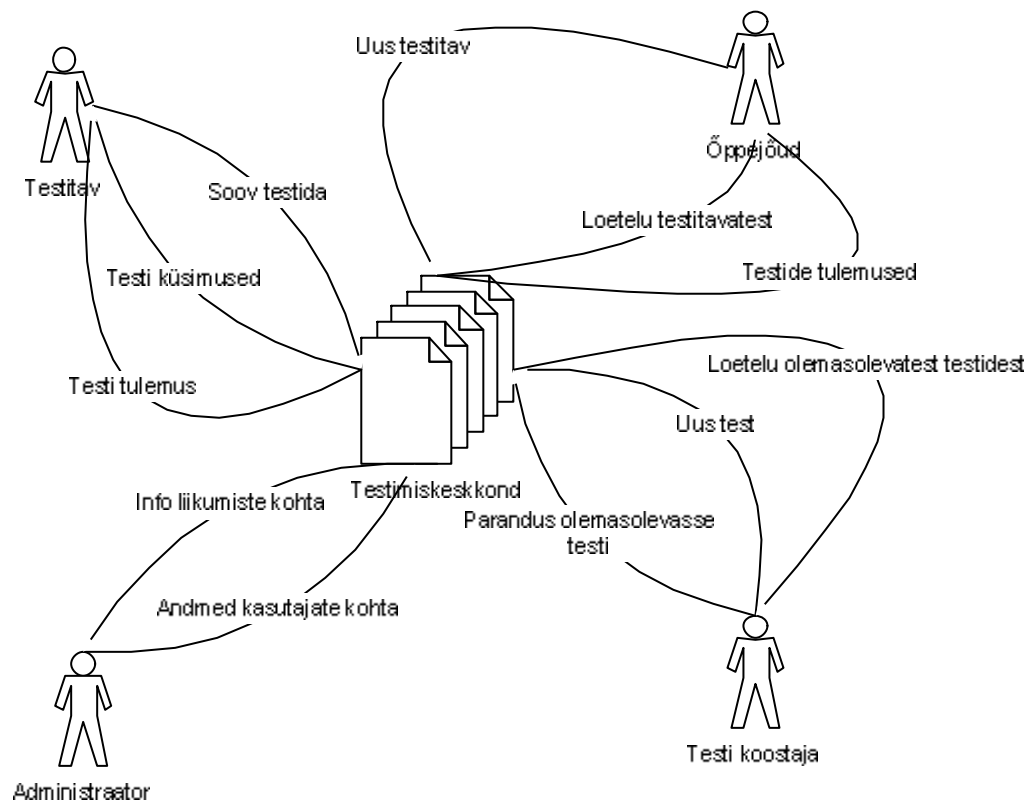 Uus testitav
Õppejõud
Testitav
Soov testida
Loetelu testitavatest
Testi küsimused
Testide tulemused
Loetelu olemasolevatest testidest
Testi tulemus
Uus test
Testimiskeskkond
Info liikumiste kohta
Parandus olemasolevasse
testi
Andmed kasutajate kohta
Testi koostaja
Administraator